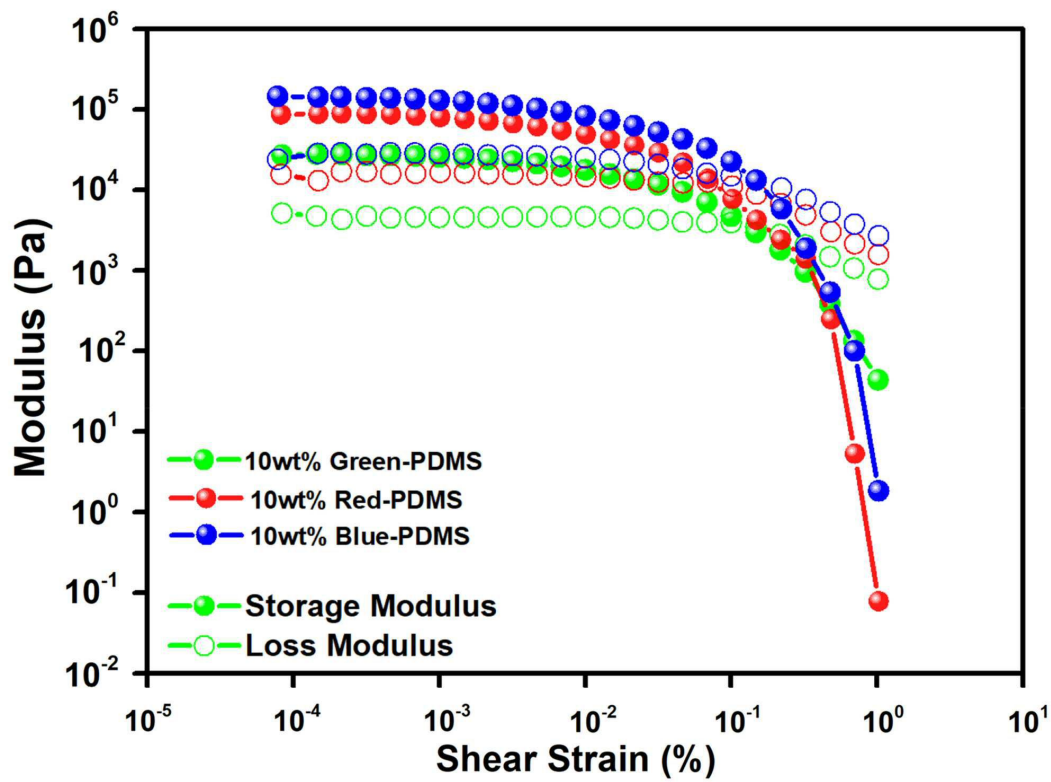 10^6
10^5
10^4
10^3
10^2
10^1
10^0
10^-1
10^-2
Modulus (Pa)
10wt% Green-PDMS
10wt% Red-PDMS
10wt% Blue-PDMS
Storage Modulus
Loss Modulus
10^-5 10^-4 10^-3 10^-2 10^-1 10^0 10^1
Shear Strain (%)